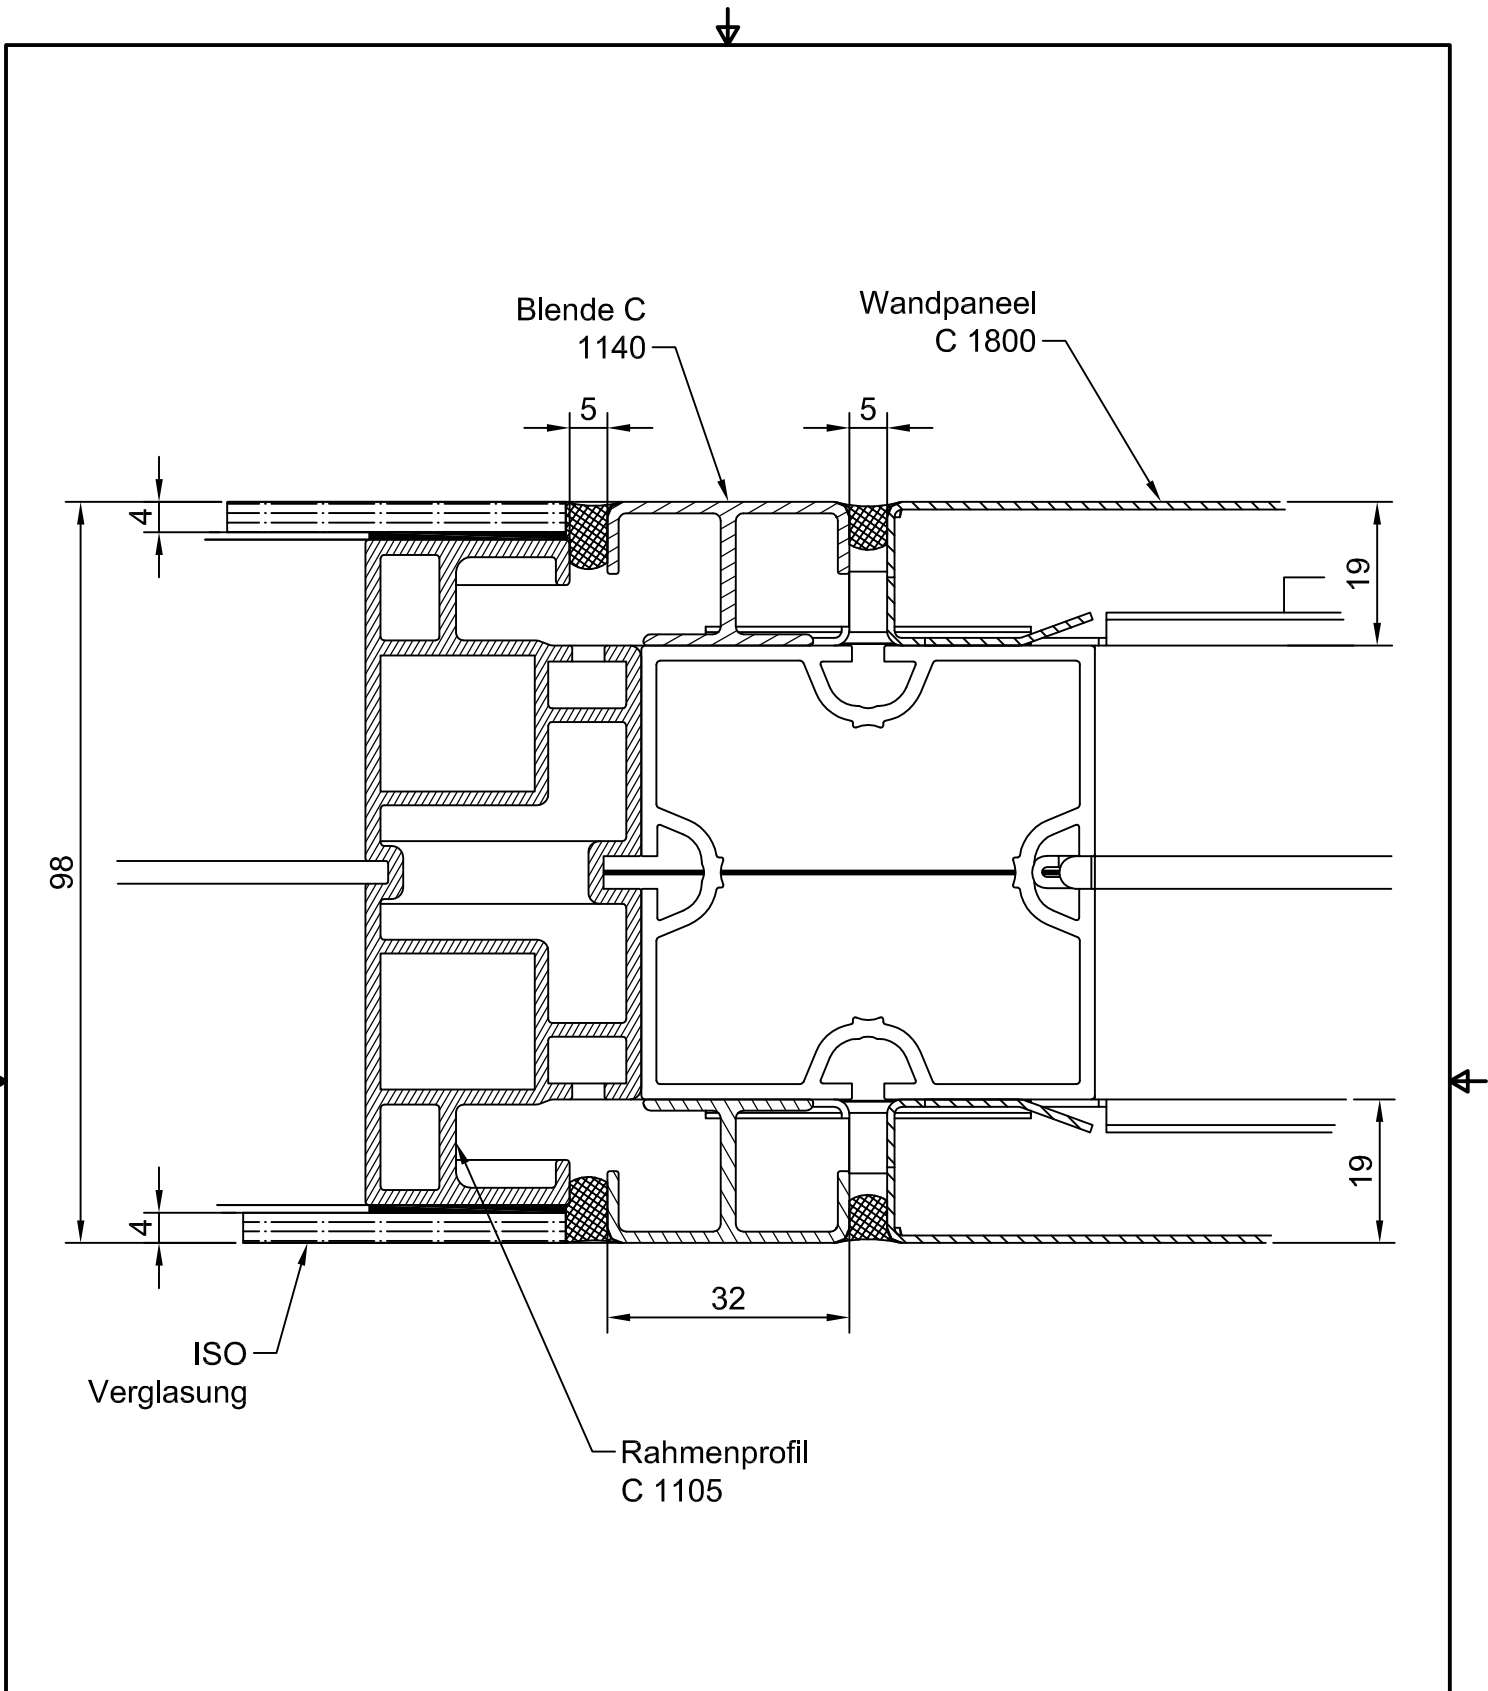 Blende C
1140
Wandpaneel
C 1800
5
5
4
19
98
19
4
32
ISO
Verglasung
Rahmenprofil
C 1105